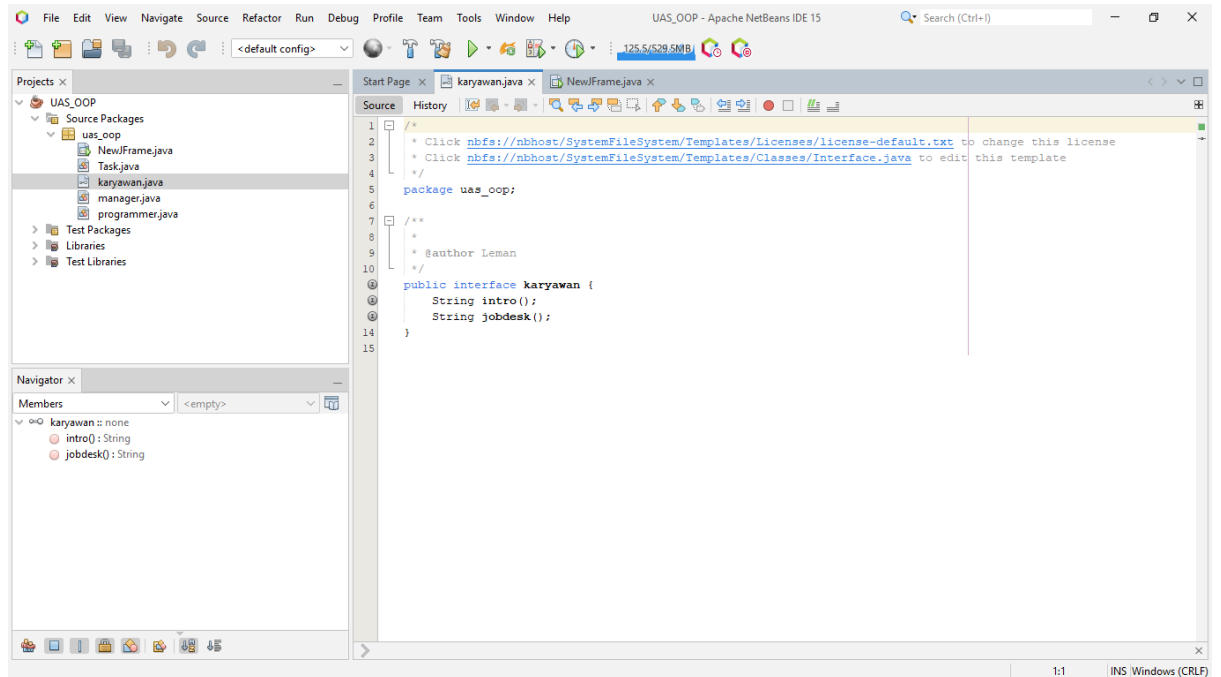 File Edit View Navigate Source Refactor Run Debug Profile Team Tools Window Help UAS_OOP - Apache NetBeans IDE 15 Search (Ctrl+I)
<default config> 125.5/529.5MB
Projects
UAS_OOP
Source Packages
uas_oop
NewJFrame.java
Task.java
karyawan.java
manager.java
programmer.java
Test Packages
Libraries
Test Libraries
Navigator
Members <empty>
karyawan :: none
intro() : String
jobdesk() : String
Start Page karyawan.java NewJFrame.java
Source History
1 /*
2 * Click nbfs://nbhost/SystemFileSystem/Templates/Licenses/license-default.txt to change this license
3 * Click nbfs://nbhost/SystemFileSystem/Templates/Classes/Interface.java to edit this template
4 */
5 package uas_oop;
6
7 /**
8 *
9 * @author Leman
10 */
public interface karyawan {
String intro();
String jobdesk();
14 }
15
1:1 INS Windows (CRLF)